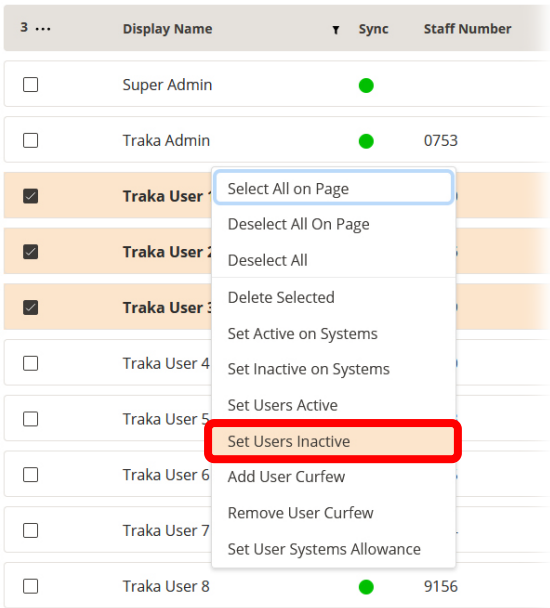 3 ... Display Name Sync Staff Number
Super Admin
Traka Admin 0753
Traka User 1
Select All on Page
Deselect All On Page
Traka User 2
Deselect All
Delete Selected
Traka User 3
Set Active on Systems
Traka User 4
Set Inactive on Systems
Set Users Active
Traka User 5
Set Users Inactive
Traka User 6
Add User Curfew
Remove User Curfew
Traka User 7
Set User Systems Allowance
Traka User 8 9156